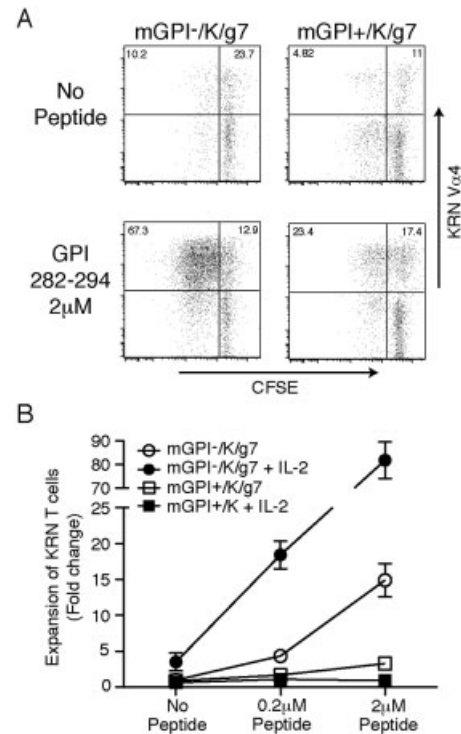 A
mGPI-/K/g7
mGPI+/K/g7
10.2
23.7
4.82
11
No
Peptide
KRN Vα4
67.3
12.9
23.4
17.4
GPI
282-294
2μM
CFSE
B
mGPI-/K/g7
mGPI-/K/g7 + IL-2
mGPI+/K/g7
mGPI+/K + IL-2
Expansion of KRN T cells
(Fold change)
90
80
70
25
20
15
10
5
0
No
Peptide
0.2μM
Peptide
2μM
Peptide